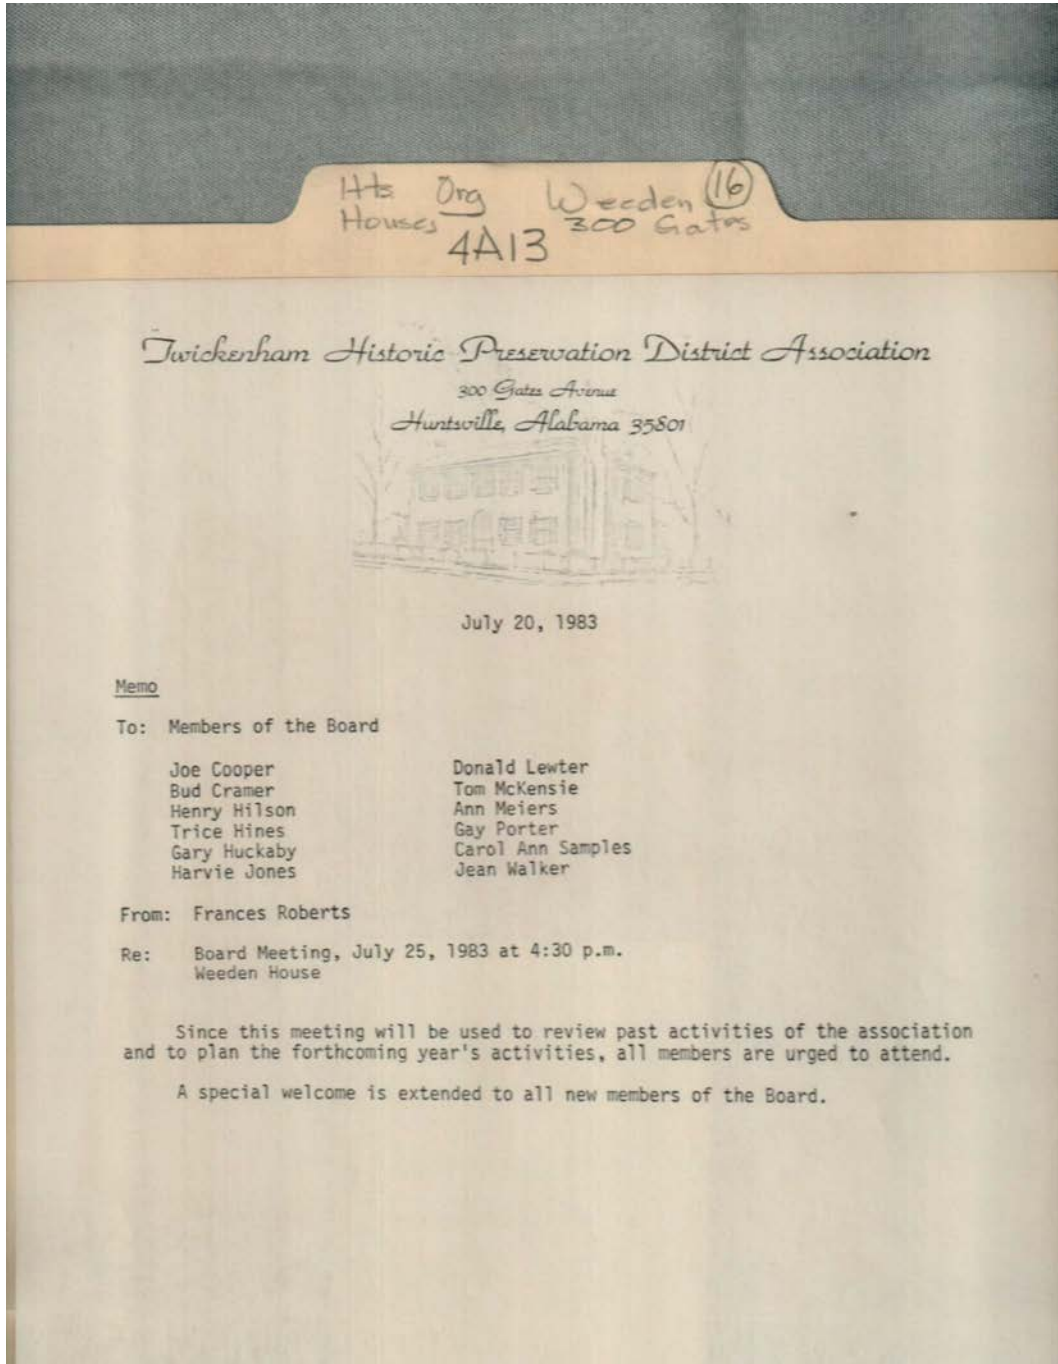 Hts Org Weeden 16
Houses 300 Gates
4A13
Twickenham Historic Preservation District Association
300 Gates Avenue
Huntsville, Alabama 35801
July 20, 1983
Memo
To: Members of the Board
Joe Cooper Donald Lewter
Bud Cramer Tom McKensie
Henry Hilson Ann Meiers
Trice Hines Gay Porter
Gary Huckaby Carol Ann Samples
Harvie Jones Jean Walker
From: Frances Roberts
Re: Board Meeting, July 25, 1983 at 4:30 p.m.
Weeden House
Since this meeting will be used to review past activities of the association
and to plan the forthcoming year's activities, all members are urged to attend.
A special welcome is extended to all new members of the Board.